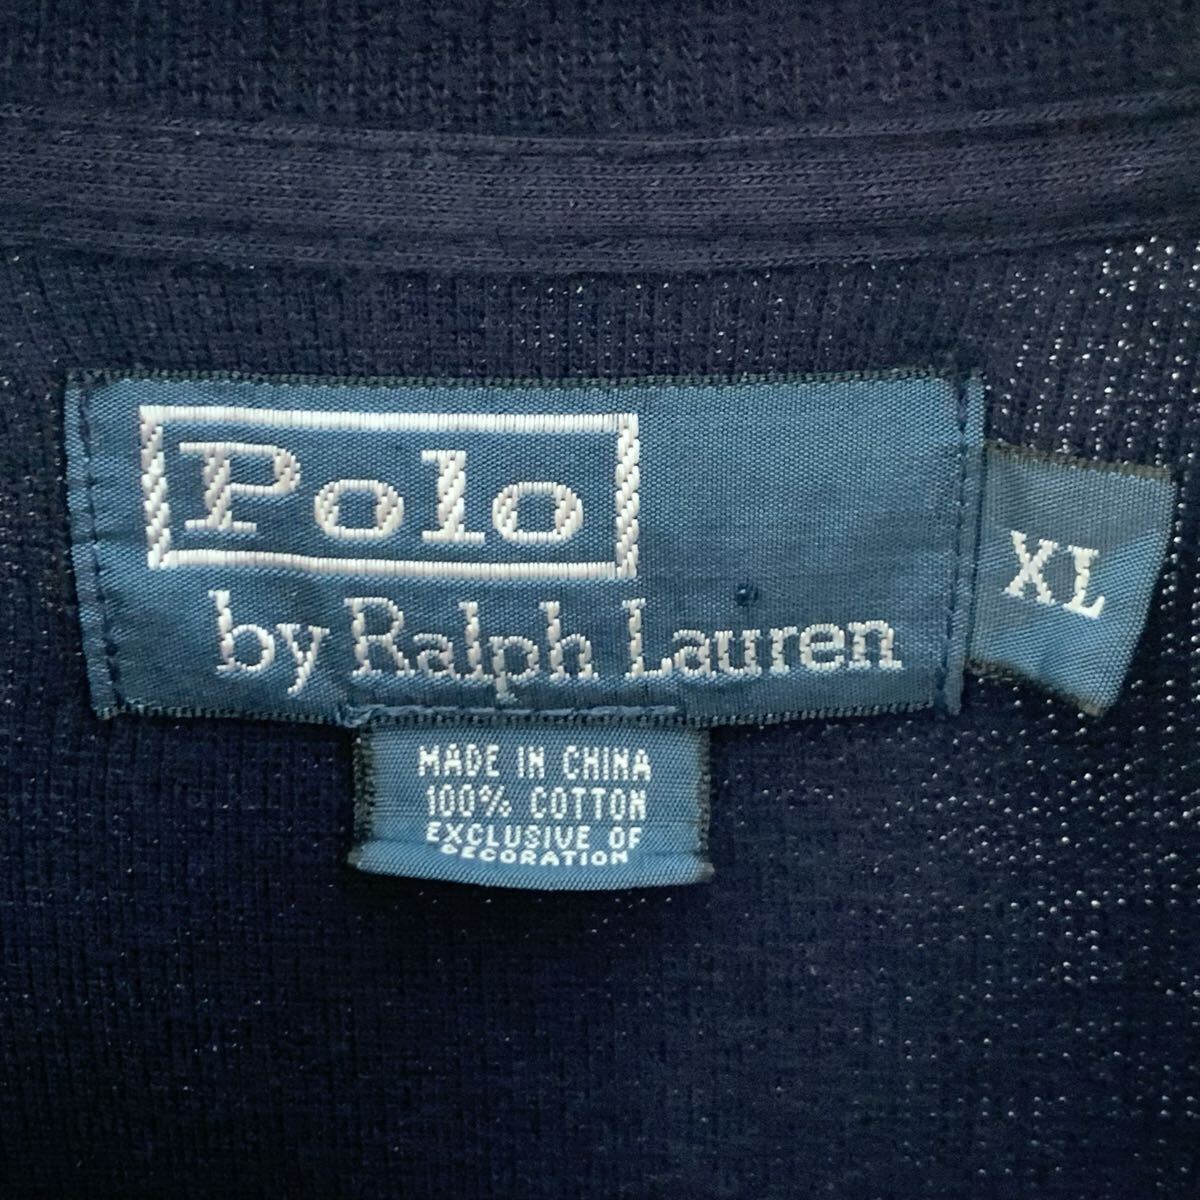 Polo
by Ralph Lauren
XL
MADE IN CHINA
100% COTTON
EXCLUSIVE OF
DECORATION